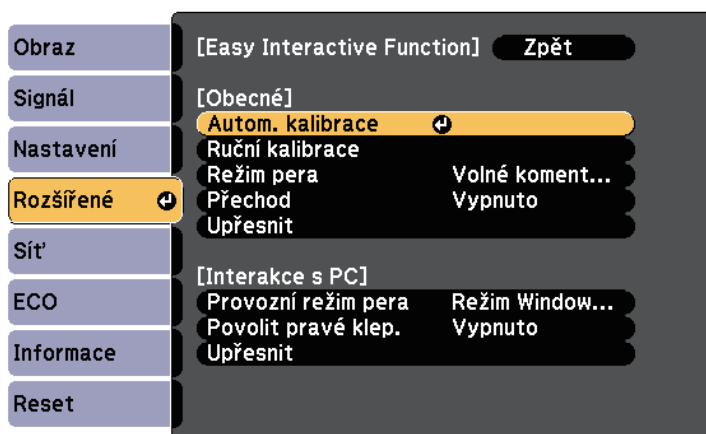 Obraz
Signál
Nastavení
Rozšířené
Síť
ECO
Informace
Reset
[Easy Interactive Function] Zpět
[Obecné]
Autom. kalibrace
Ruční kalibrace
Režim pera Volné koment...
Přechod Vypnuto
Upřesnit
[Interakce s PC]
Provozní režim pera Režim Window...
Povolit pravé klep. Vypnuto
Upřesnit